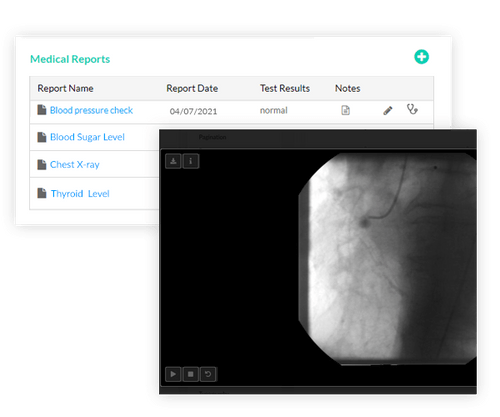 Medical Reports
Report Name Report Date Test Results Notes
Blood pressure check 04/07/2021 normal
Blood Sugar Level
Chest X-ray
Thyroid Level